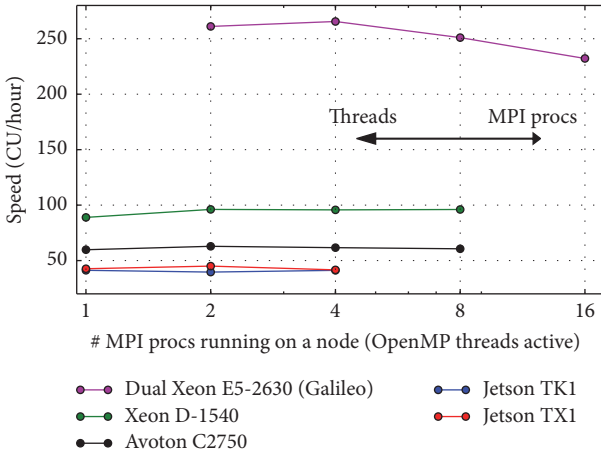 250
200
150
100
50
Speed (CU/hour)
Threads
MPI procs
1
2
4
8
16
# MPI procs running on a node (OpenMP threads active)
Dual Xeon E5-2630 (Galileo)
Xeon D-1540
Avoton C2750
Jetson TK1
Jetson TX1